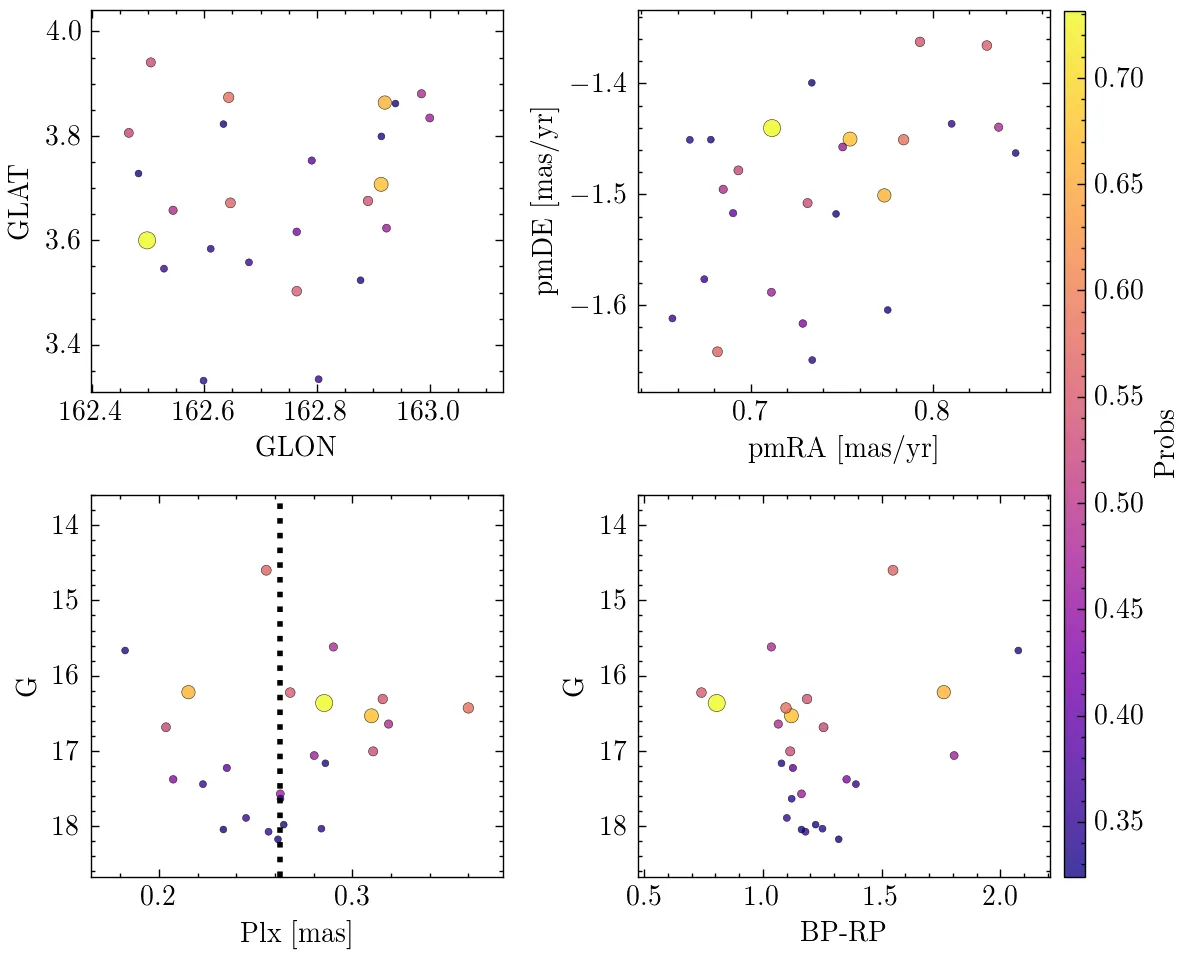 4.0
3.8
3.6
3.4
GLAT
162.4 162.6 162.8 163.0
GLON
−1.4
−1.5
−1.6
pmDE [mas/yr]
0.7 0.8
pmRA [mas/yr]
0.70
0.65
0.60
0.55
0.50
0.45
0.40
0.35
Probs
14
15
16
17
18
G
0.2 0.3
Plx [mas]
14
15
16
17
18
G
0.5 1.0 1.5 2.0
BP-RP